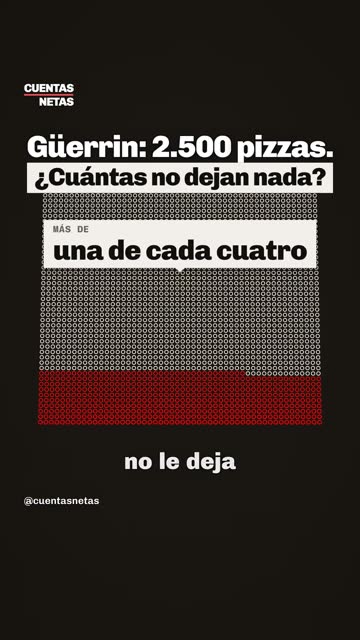 CUENTAS
NETAS
Güerrin: 2.500 pizzas.
¿Cuántas no dejan nada?
MÁS DE
una de cada cuatro
no le deja
@cuentasnetas